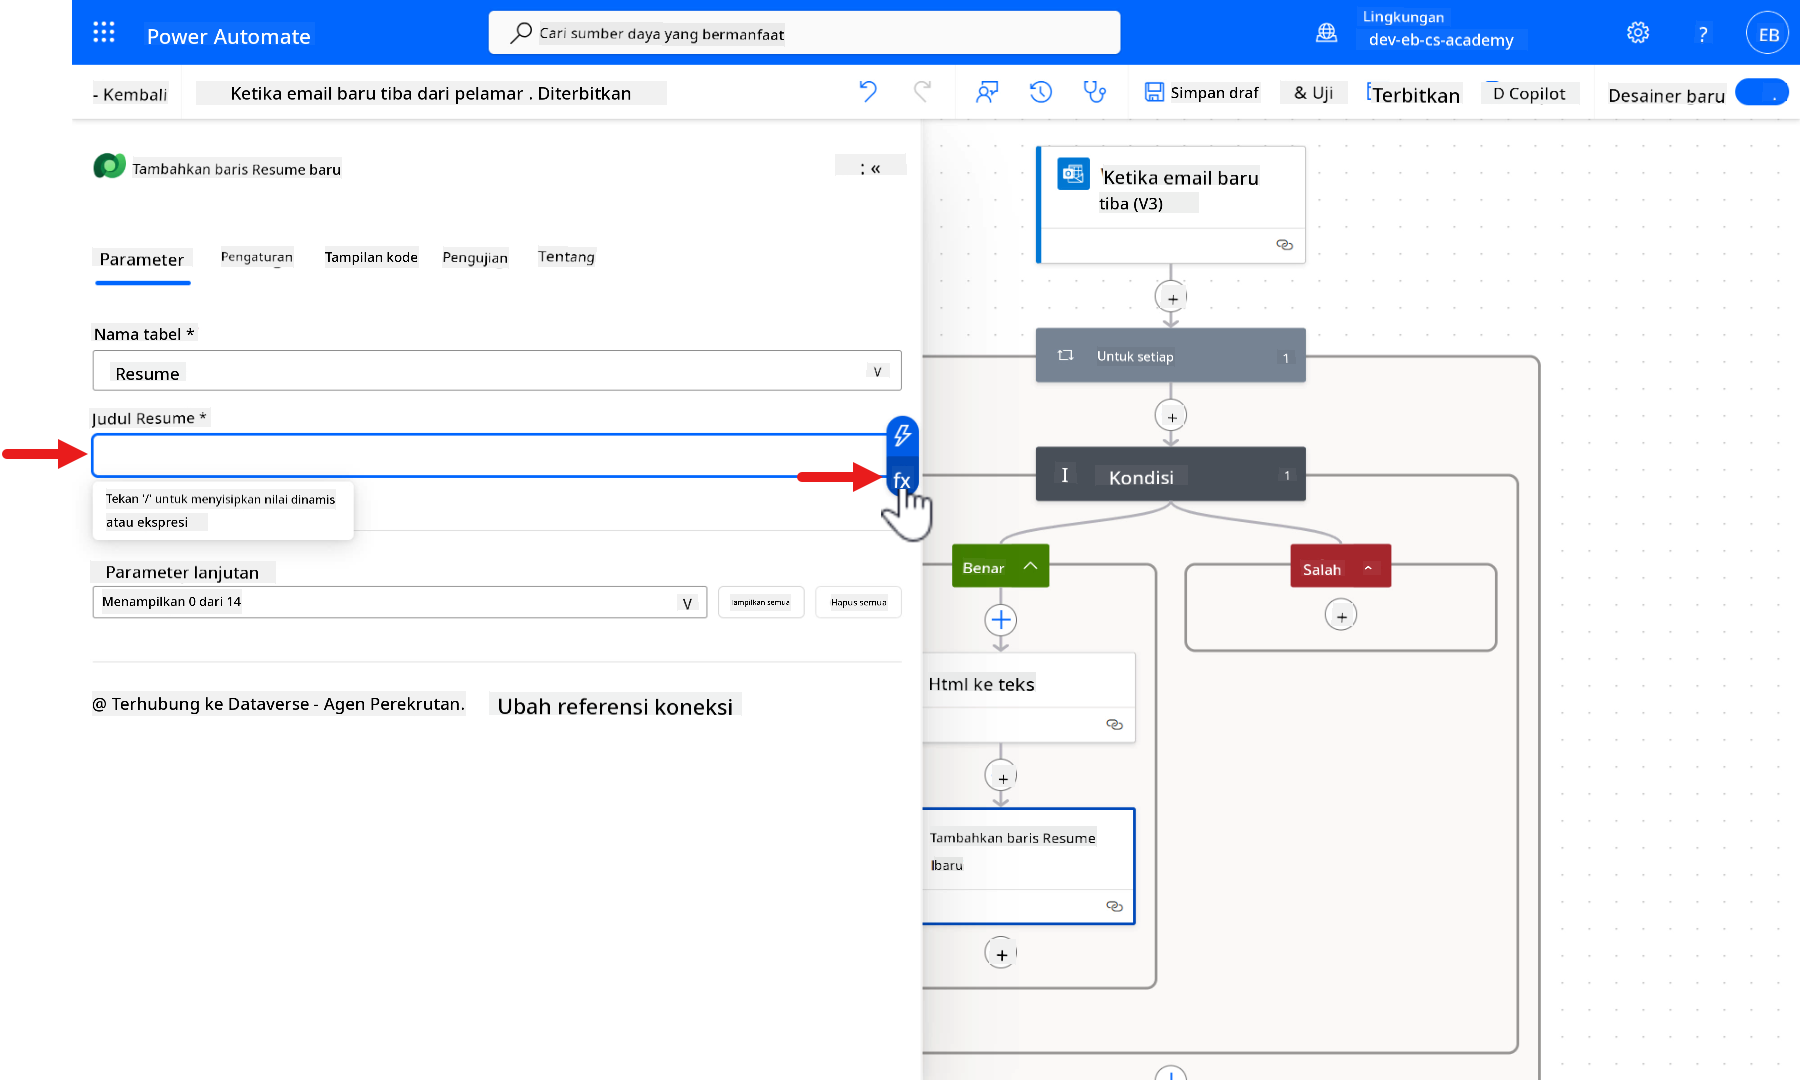 Power Automate
Cari sumber daya yang bermanfaat
Lingkungan
dev-eb-cs-academy
?
EB
- Kembali
Ketika email baru tiba dari pelamar . Diterbitkan
Simpan draf
& Uji
Terbitkan
D Copilot
Desainer baru
Tambahkan baris Resume baru
: «
Parameter
Pengaturan
Tampilan kode
Pengujian
Tentang
Nama tabel *
Resume
Judul Resume *
fx
Tekan '/' untuk menyisipkan nilai dinamis
atau ekspresi
Parameter lanjutan
Menampilkan 0 dari 14
Tampilkan semua
Hapus semua
@ Terhubung ke Dataverse - Agen Perekrutan.
Ubah referensi koneksi
Ketika email baru
tiba (V3)
Untuk setiap
1
Kondisi
1
Benar
Salah
Html ke teks
Tambahkan baris Resume
baru